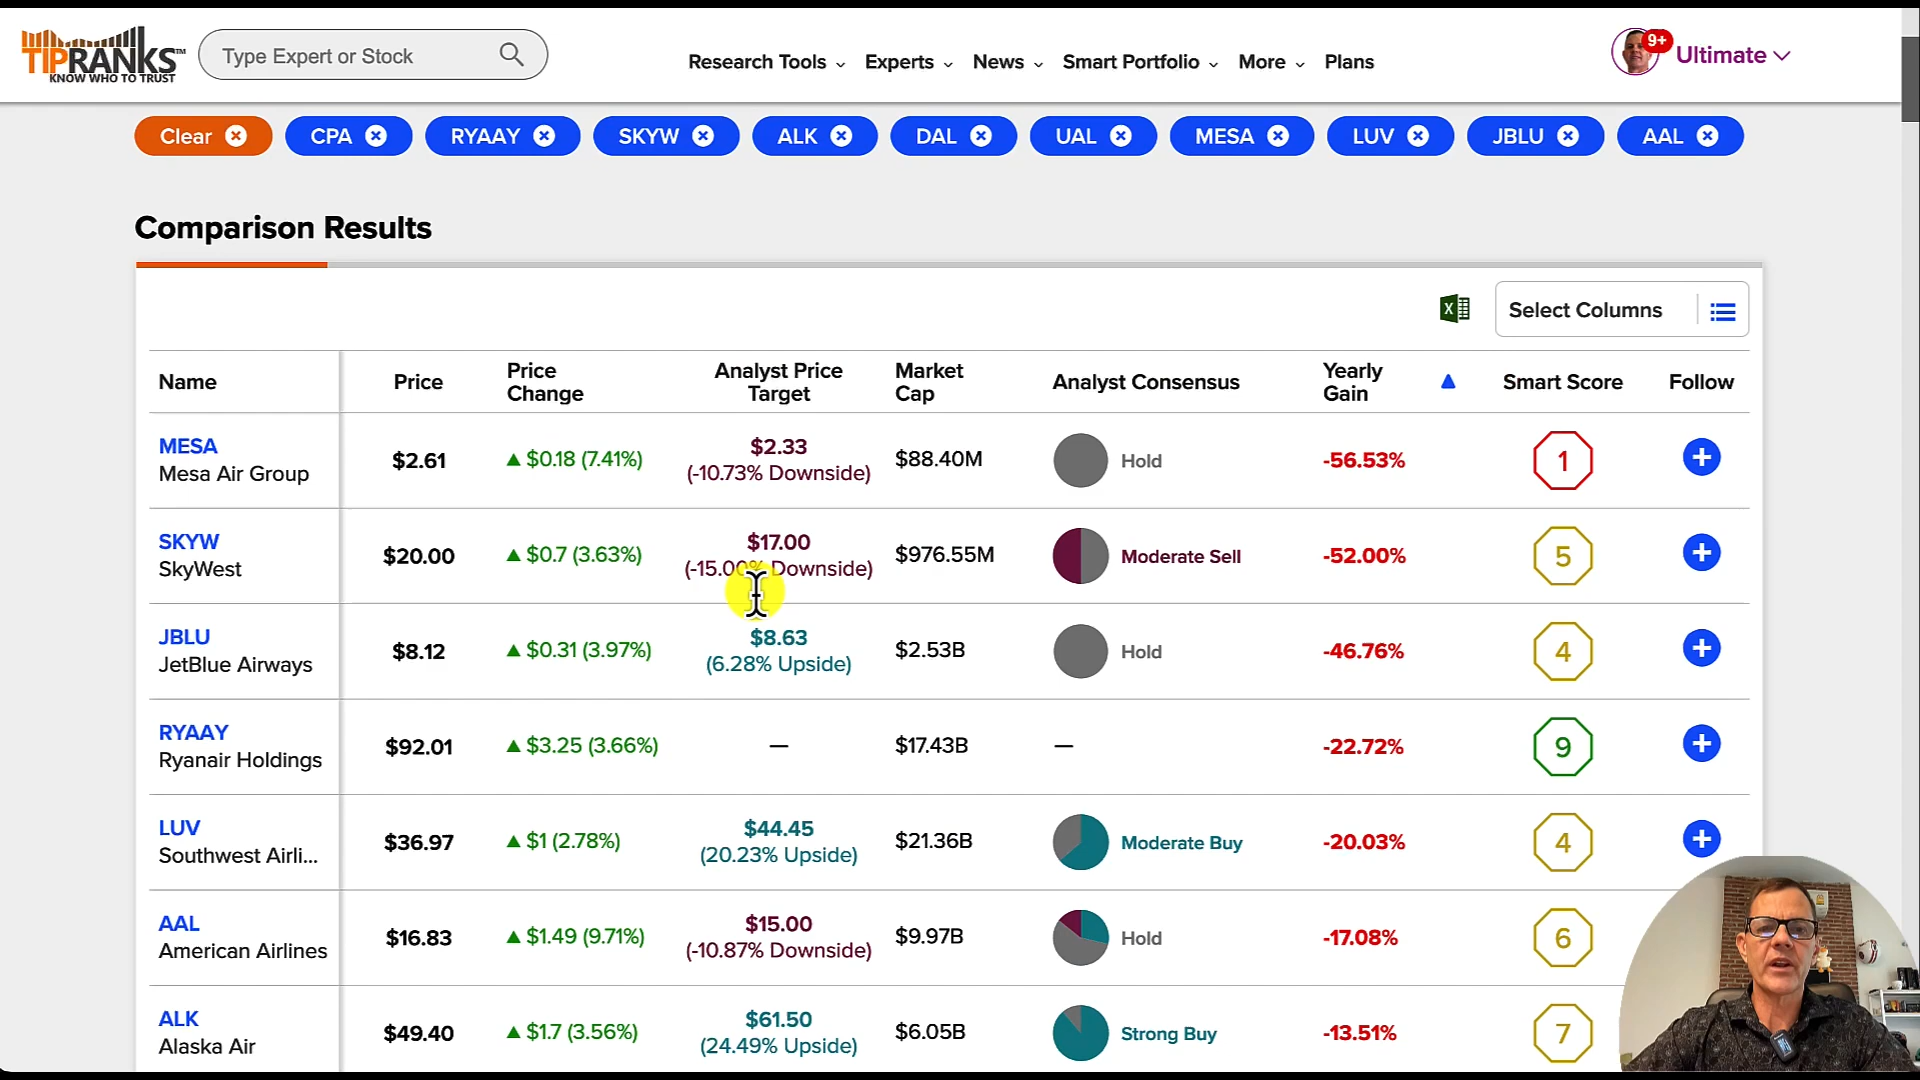 TIPRANKS™
KNOW WHO TO TRUST
Type Expert or Stock
Research Tools
Experts
News
Smart Portfolio
More
Plans
9+
Ultimate
Clear
CPA
RYAAY
SKYW
ALK
DAL
UAL
MESA
LUV
JBLU
AAL
Comparison Results
Select Columns
Name
Price
Price
Change
Analyst Price
Target
Market
Cap
Analyst Consensus
Yearly
Gain
Smart Score
Follow
MESA
Mesa Air Group
$2.61
$0.18 (7.41%)
$2.33
(-10.73% Downside)
$88.40M
Hold
-56.53%
1
SKYW
SkyWest
$20.00
$0.7 (3.63%)
$17.00
(-15.00% Downside)
$976.55M
Moderate Sell
-52.00%
5
JBLU
JetBlue Airways
$8.12
$0.31 (3.97%)
$8.63
(6.28% Upside)
$2.53B
Hold
-46.76%
4
RYAAY
Ryanair Holdings
$92.01
$3.25 (3.66%)
—
$17.43B
—
-22.72%
9
LUV
Southwest Airli...
$36.97
$1 (2.78%)
$44.45
(20.23% Upside)
$21.36B
Moderate Buy
-20.03%
4
AAL
American Airlines
$16.83
$1.49 (9.71%)
$15.00
(-10.87% Downside)
$9.97B
Hold
-17.08%
6
ALK
Alaska Air
$49.40
$1.7 (3.56%)
$61.50
(24.49% Upside)
$6.05B
Strong Buy
-13.51%
7